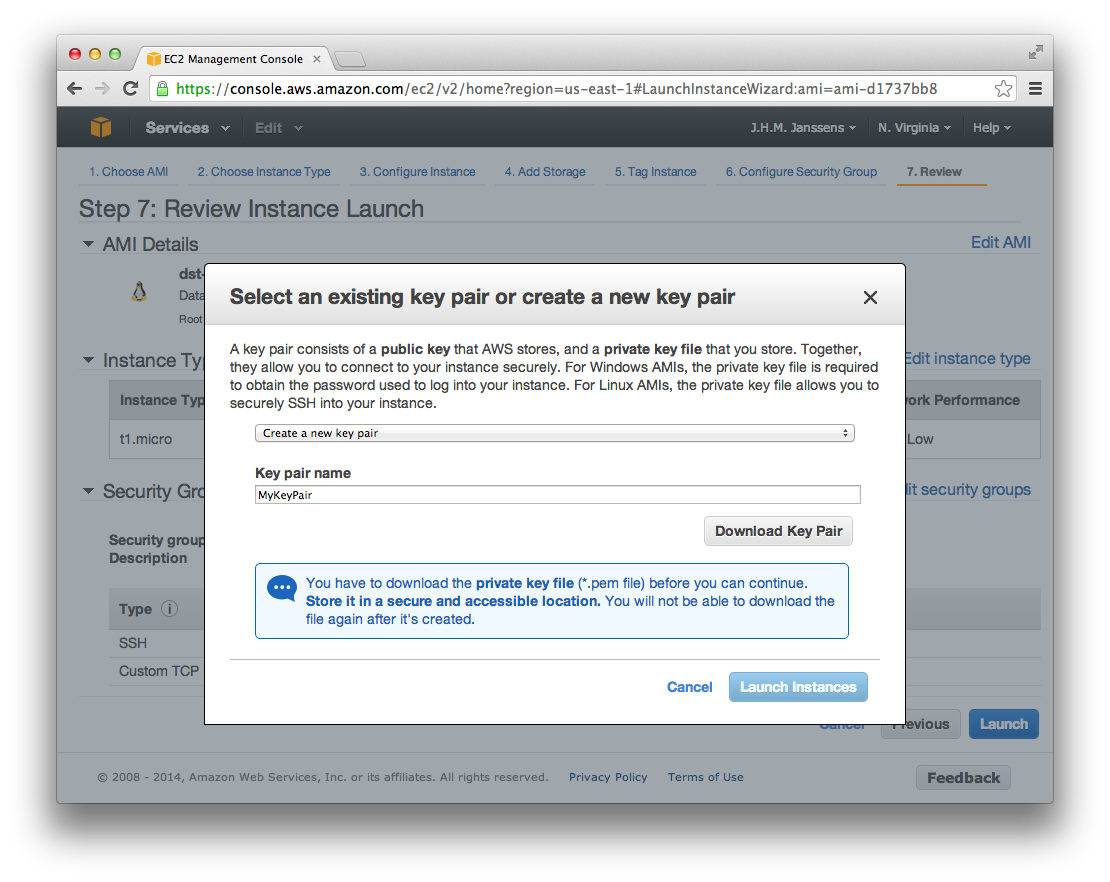 EC2 Management Console
https://console.aws.amazon.com/ec2/v2/home?region=us-east-1#LaunchInstanceWizard:ami=ami-d1737bb8
Services Edit J.H.M. Janssens N. Virginia Help
1. Choose AMI 2. Choose Instance Type 3. Configure Instance 4. Add Storage 5. Tag Instance 6. Configure Security Group 7. Review
Step 7: Review Instance Launch
AMI Details Edit AMI
dst-
Data
Root
Select an existing key pair or create a new key pair
A key pair consists of a public key that AWS stores, and a private key file that you store. Together,
they allow you to connect to your instance securely. For Windows AMIs, the private key file is required
to obtain the password used to log into your instance. For Linux AMIs, the private key file allows you to
securely SSH into your instance.
Create a new key pair
Key pair name
MyKeyPair
Download Key Pair
You have to download the private key file (*.pem file) before you can continue.
Store it in a secure and accessible location. You will not be able to download the
file again after it's created.
Cancel Launch Instances
Instance Typ Edit instance type
Instance Typ ork Performance
t1.micro Low
Security Gro dit security groups
Security group
Description
Type
SSH
Custom TCP
Cancel Previous Launch
© 2008 - 2014, Amazon Web Services, Inc. or its affiliates. All rights reserved. Privacy Policy Terms of Use Feedback